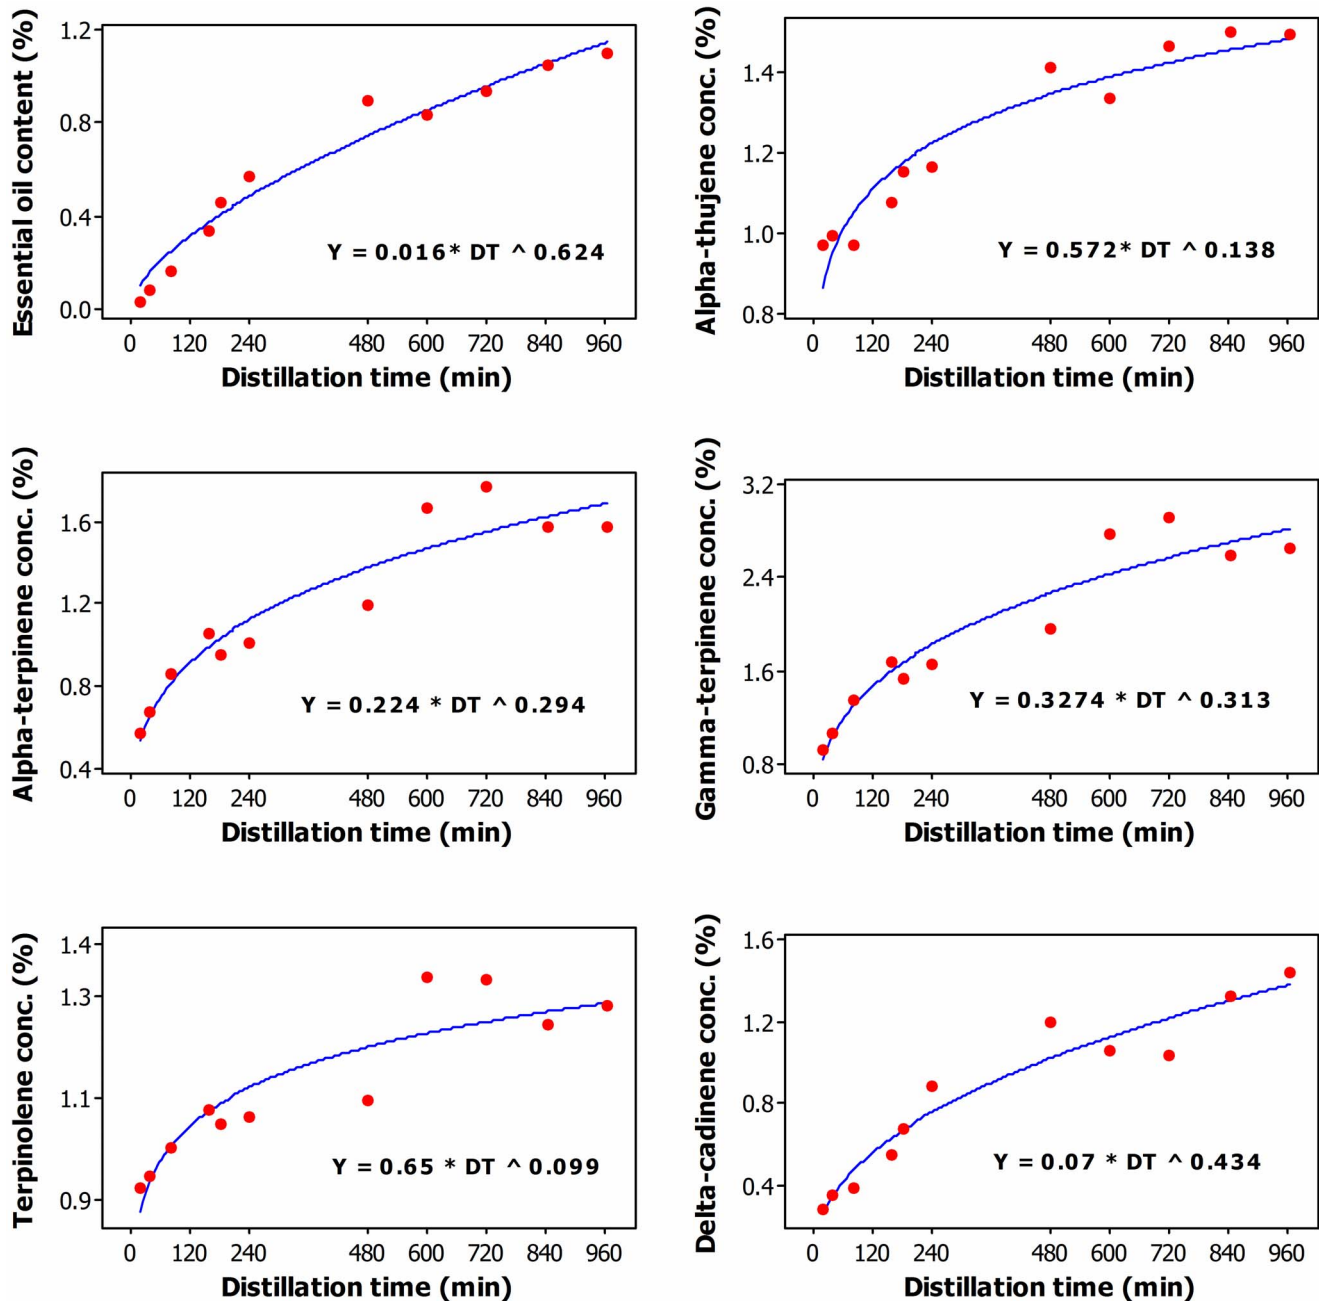 Essential oil content (%)
1.2
0.8
0.4
0.0
Y = 0.016* DT ^ 0.624
0 120 240 480 600 720 840 960
Distillation time (min)
Alpha-thujene conc. (%)
1.4
1.2
1.0
0.8
Y = 0.572* DT ^ 0.138
0 120 240 480 600 720 840 960
Distillation time (min)
Alpha-terpinene conc. (%)
1.6
1.2
0.8
0.4
Y = 0.224 * DT ^ 0.294
0 120 240 480 600 720 840 960
Distillation time (min)
Gamma-terpinene conc. (%)
3.2
2.4
1.6
0.8
Y = 0.3274 * DT ^ 0.313
0 120 240 480 600 720 840 960
Distillation time (min)
Terpinolene conc. (%)
1.4
1.3
1.1
0.9
Y = 0.65 * DT ^ 0.099
0 120 240 480 600 720 840 960
Distillation time (min)
Delta-cadinene conc. (%)
1.6
1.2
0.8
0.4
Y = 0.07 * DT ^ 0.434
0 120 240 480 600 720 840 960
Distillation time (min)